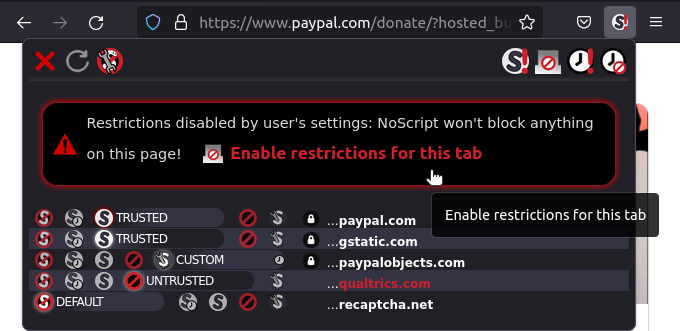 https://www.paypal.com/donate/?hosted_bu
Restrictions disabled by user's settings: NoScript won't block anything
on this page! Enable restrictions for this tab
Enable restrictions for this tab
TRUSTED ...paypal.com
TRUSTED ...gstatic.com
CUSTOM ...paypalobjects.com
UNTRUSTED ...qualtrics.com
DEFAULT ...recaptcha.net